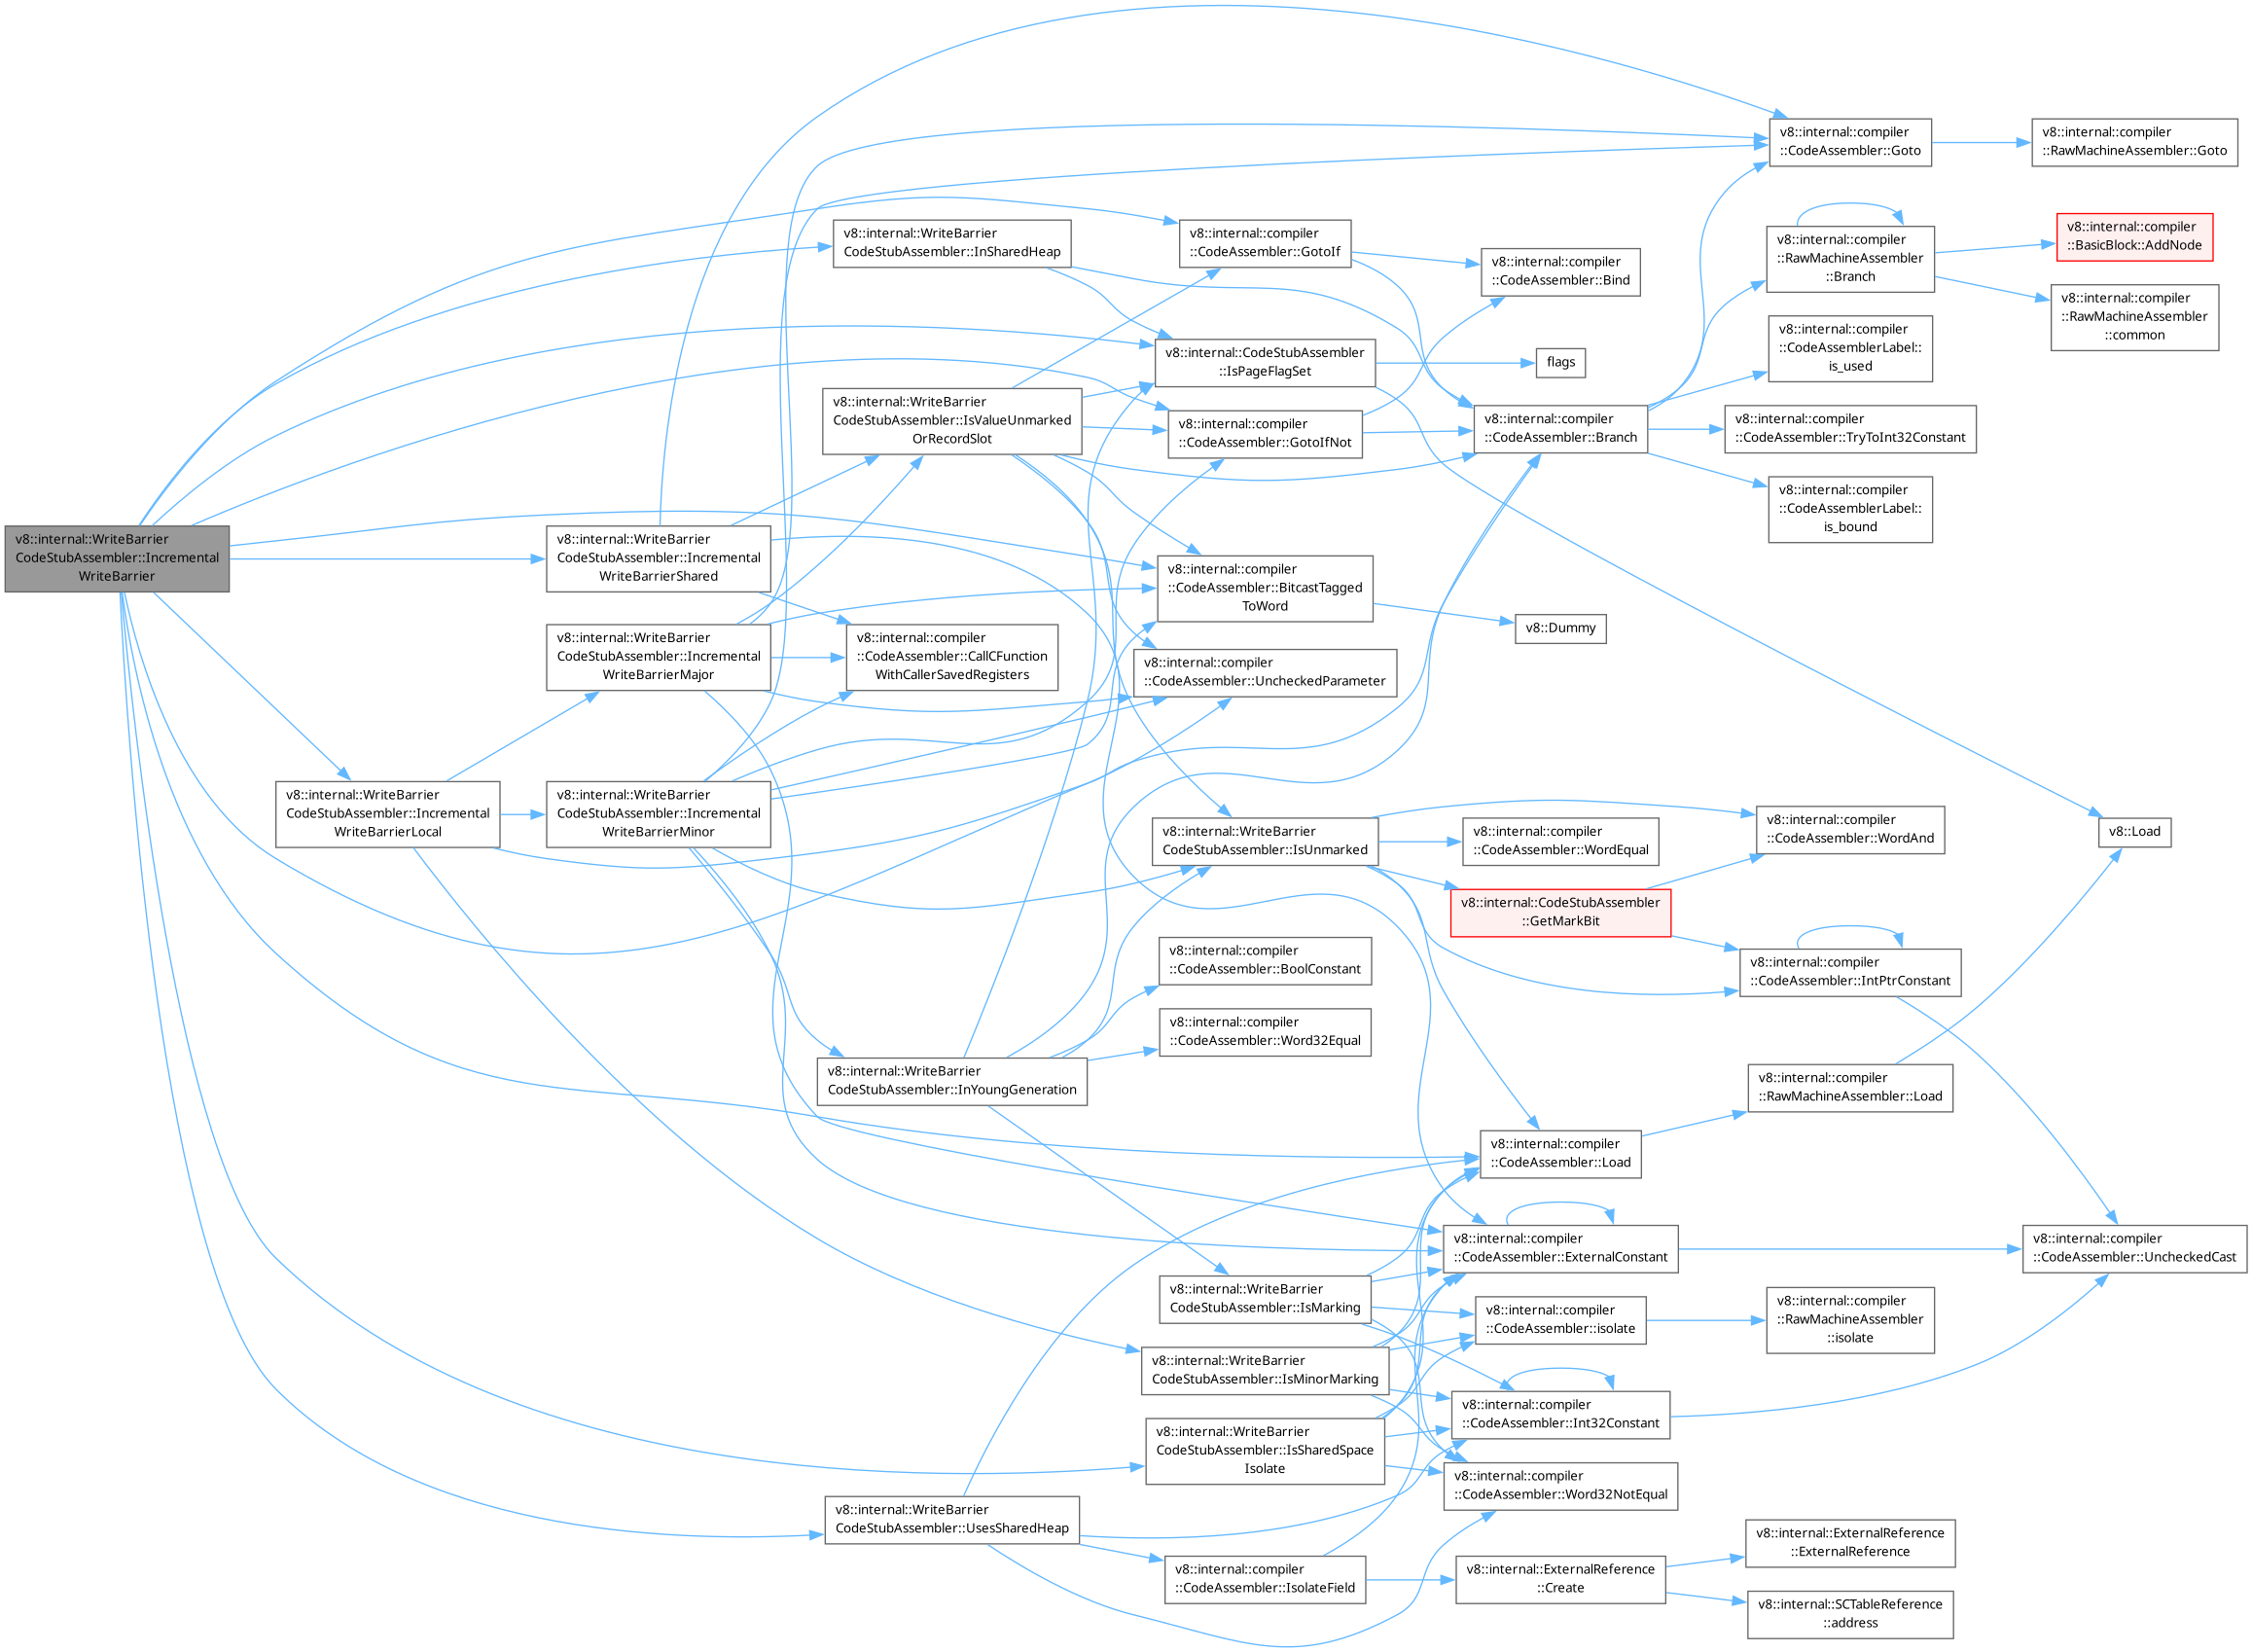 v8::internal::WriteBarrier
CodeStubAssembler::Incremental
WriteBarrier
v8::internal::WriteBarrier
CodeStubAssembler::Incremental
WriteBarrierLocal
v8::internal::WriteBarrier
CodeStubAssembler::Incremental
WriteBarrierShared
v8::internal::WriteBarrier
CodeStubAssembler::Incremental
WriteBarrierMajor
v8::internal::WriteBarrier
CodeStubAssembler::Incremental
WriteBarrierMinor
v8::internal::WriteBarrier
CodeStubAssembler::InSharedHeap
v8::internal::WriteBarrier
CodeStubAssembler::IsValueUnmarked
OrRecordSlot
v8::internal::compiler
::CodeAssembler::CallCFunction
WithCallerSavedRegisters
v8::internal::WriteBarrier
CodeStubAssembler::InYoungGeneration
v8::internal::WriteBarrier
CodeStubAssembler::UsesSharedHeap
v8::internal::compiler
::CodeAssembler::GotoIf
v8::internal::CodeStubAssembler
::IsPageFlagSet
v8::internal::compiler
::CodeAssembler::GotoIfNot
v8::internal::compiler
::CodeAssembler::BitcastTagged
ToWord
v8::internal::compiler
::CodeAssembler::UncheckedParameter
v8::internal::WriteBarrier
CodeStubAssembler::IsUnmarked
v8::internal::compiler
::CodeAssembler::BoolConstant
v8::internal::compiler
::CodeAssembler::Word32Equal
v8::internal::WriteBarrier
CodeStubAssembler::IsMarking
v8::internal::WriteBarrier
CodeStubAssembler::IsMinorMarking
v8::internal::WriteBarrier
CodeStubAssembler::IsSharedSpace
Isolate
v8::internal::compiler
::CodeAssembler::IsolateField
v8::internal::compiler
::CodeAssembler::Bind
flags
v8::internal::compiler
::CodeAssembler::Branch
v8::Dummy
v8::internal::compiler
::CodeAssembler::WordEqual
v8::internal::CodeStubAssembler
::GetMarkBit
v8::internal::compiler
::CodeAssembler::Load
v8::internal::compiler
::CodeAssembler::ExternalConstant
v8::internal::compiler
::CodeAssembler::isolate
v8::internal::compiler
::CodeAssembler::Int32Constant
v8::internal::compiler
::CodeAssembler::Word32NotEqual
v8::internal::ExternalReference
::Create
v8::internal::compiler
::CodeAssembler::Goto
v8::internal::compiler
::RawMachineAssembler
::Branch
v8::internal::compiler
::CodeAssemblerLabel::
is_used
v8::internal::compiler
::CodeAssembler::TryToInt32Constant
v8::internal::compiler
::CodeAssemblerLabel::
is_bound
v8::internal::compiler
::CodeAssembler::WordAnd
v8::internal::compiler
::CodeAssembler::IntPtrConstant
v8::internal::compiler
::RawMachineAssembler::Load
v8::internal::compiler
::RawMachineAssembler
::isolate
v8::internal::ExternalReference
::ExternalReference
v8::internal::SCTableReference
::address
v8::internal::compiler
::RawMachineAssembler::Goto
v8::internal::compiler
::BasicBlock::AddNode
v8::internal::compiler
::RawMachineAssembler
::common
v8::Load
v8::internal::compiler
::CodeAssembler::UncheckedCast